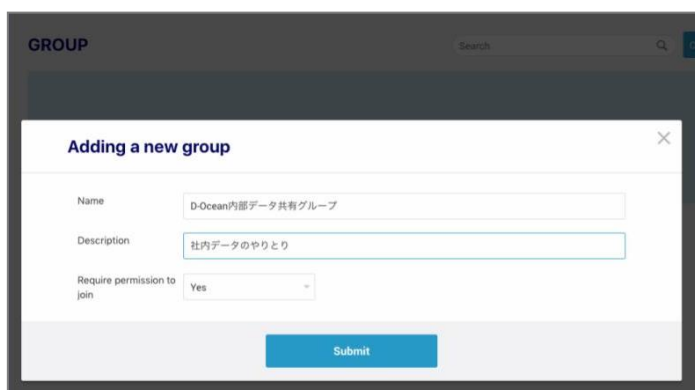 GROUP
Search
Adding a new group
Name
D-Ocean内部データ共有グループ
Description
社内データのやりとり
Require permission to
join
Yes
Submit